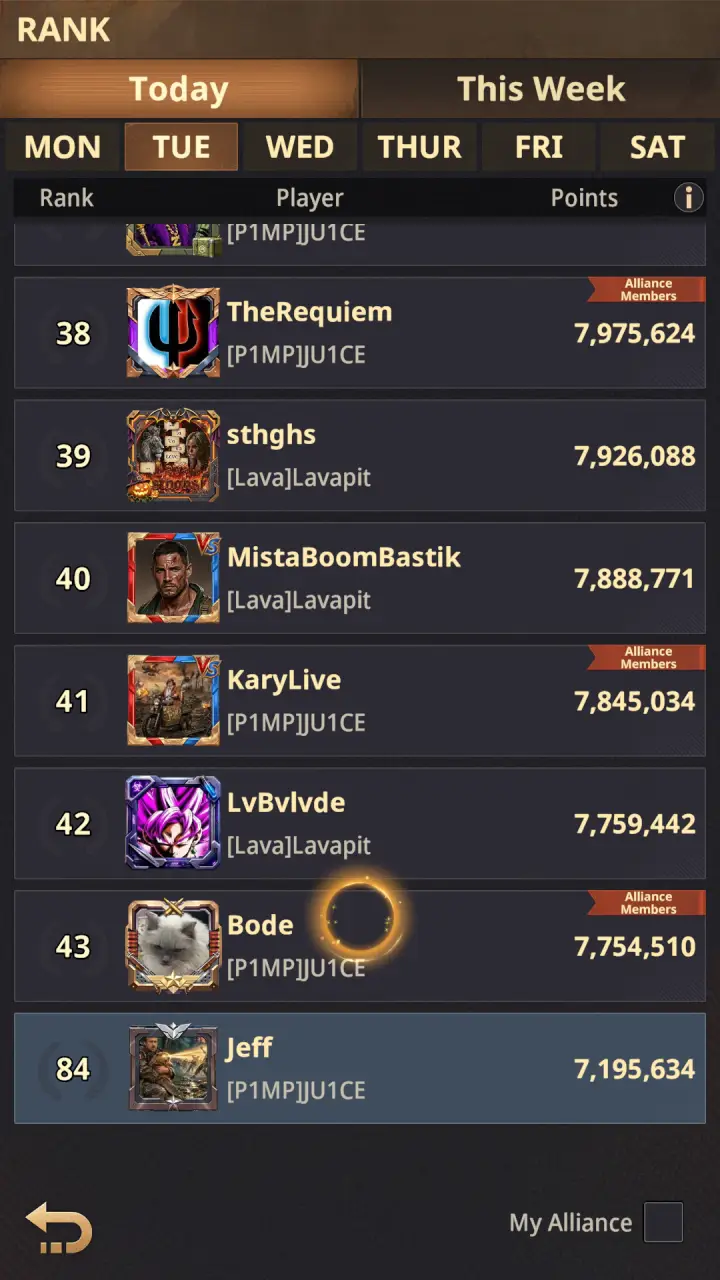 RANK
Today
This Week
MON
TUE
WED
THUR
FRI
SAT
Rank
Player
Points
[P1MP]JU1CE
38
TheRequiem
[P1MP]JU1CE
Alliance
Members
7,975,624
39
sthghs
[Lava]Lavapit
7,926,088
40
MistaBoomBastik
[Lava]Lavapit
VS
7,888,771
41
KaryLive
[P1MP]JU1CE
VS
Alliance
Members
7,845,034
42
LvBvlvde
[Lava]Lavapit
7,759,442
43
Bode
[P1MP]JU1CE
Alliance
Members
7,754,510
84
Jeff
[P1MP]JU1CE
7,195,634
My Alliance